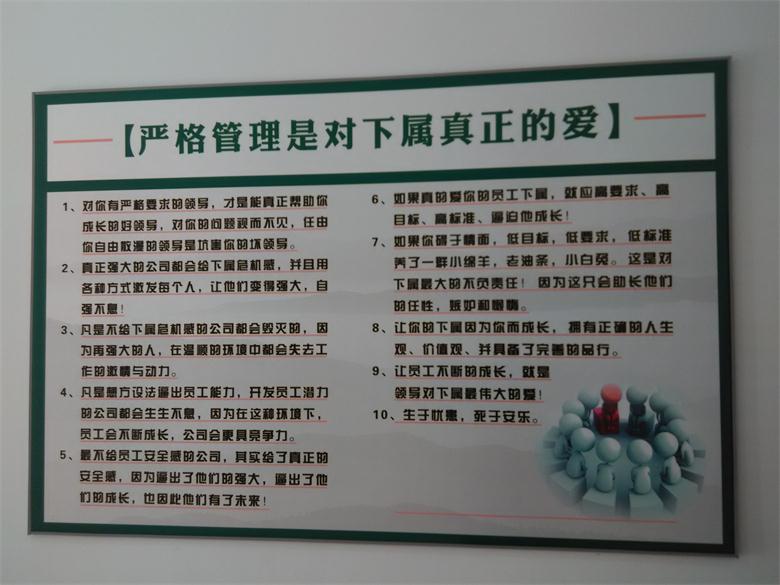 【严格管理是对下属真正的爱】
1、对你有严格要求的领导，才是能真正帮助你
成长的好领导，对你的问题视而不见，任由
你自由散漫的领导是坑害你的坏领导。
2、真正强大的公司都会给下属危机感，并且用
各种方式激发每个人，让他们变得强大，自
强不息！
3、凡是不给下属危机感的公司都会毁灭的，因
为再强大的人，在温顺的环境中都会失去工
作的激情与动力。
4、凡是想方设法逼出员工能力，开发员工潜力
的公司都会生生不息，因为在这种环境下，
员工会不断成长，公司会更具竞争力。
5、最不给员工安全感的公司，其实给了真正的
安全感，因为逼出了他们的强大，逼出了他
们的成长，也因此他们有了未来！
6、如果真的爱你的员工下属，就应高要求、高
目标、高标准、逼迫他成长！
7、如果你碍于情面，低目标，低要求，低标准
养了一群小绵羊，老油条，小白兔。这是对
下属最大的不负责任！因为这只会助长他们
的任性，嫉妒和懒惰。
8、让你的下属因为你而成长，拥有正确的人生
观、价值观、并具备了完善的品行。
9、让员工不断的成长，就是
领导对下属最伟大的爱！
10、生于忧患，死于安乐。